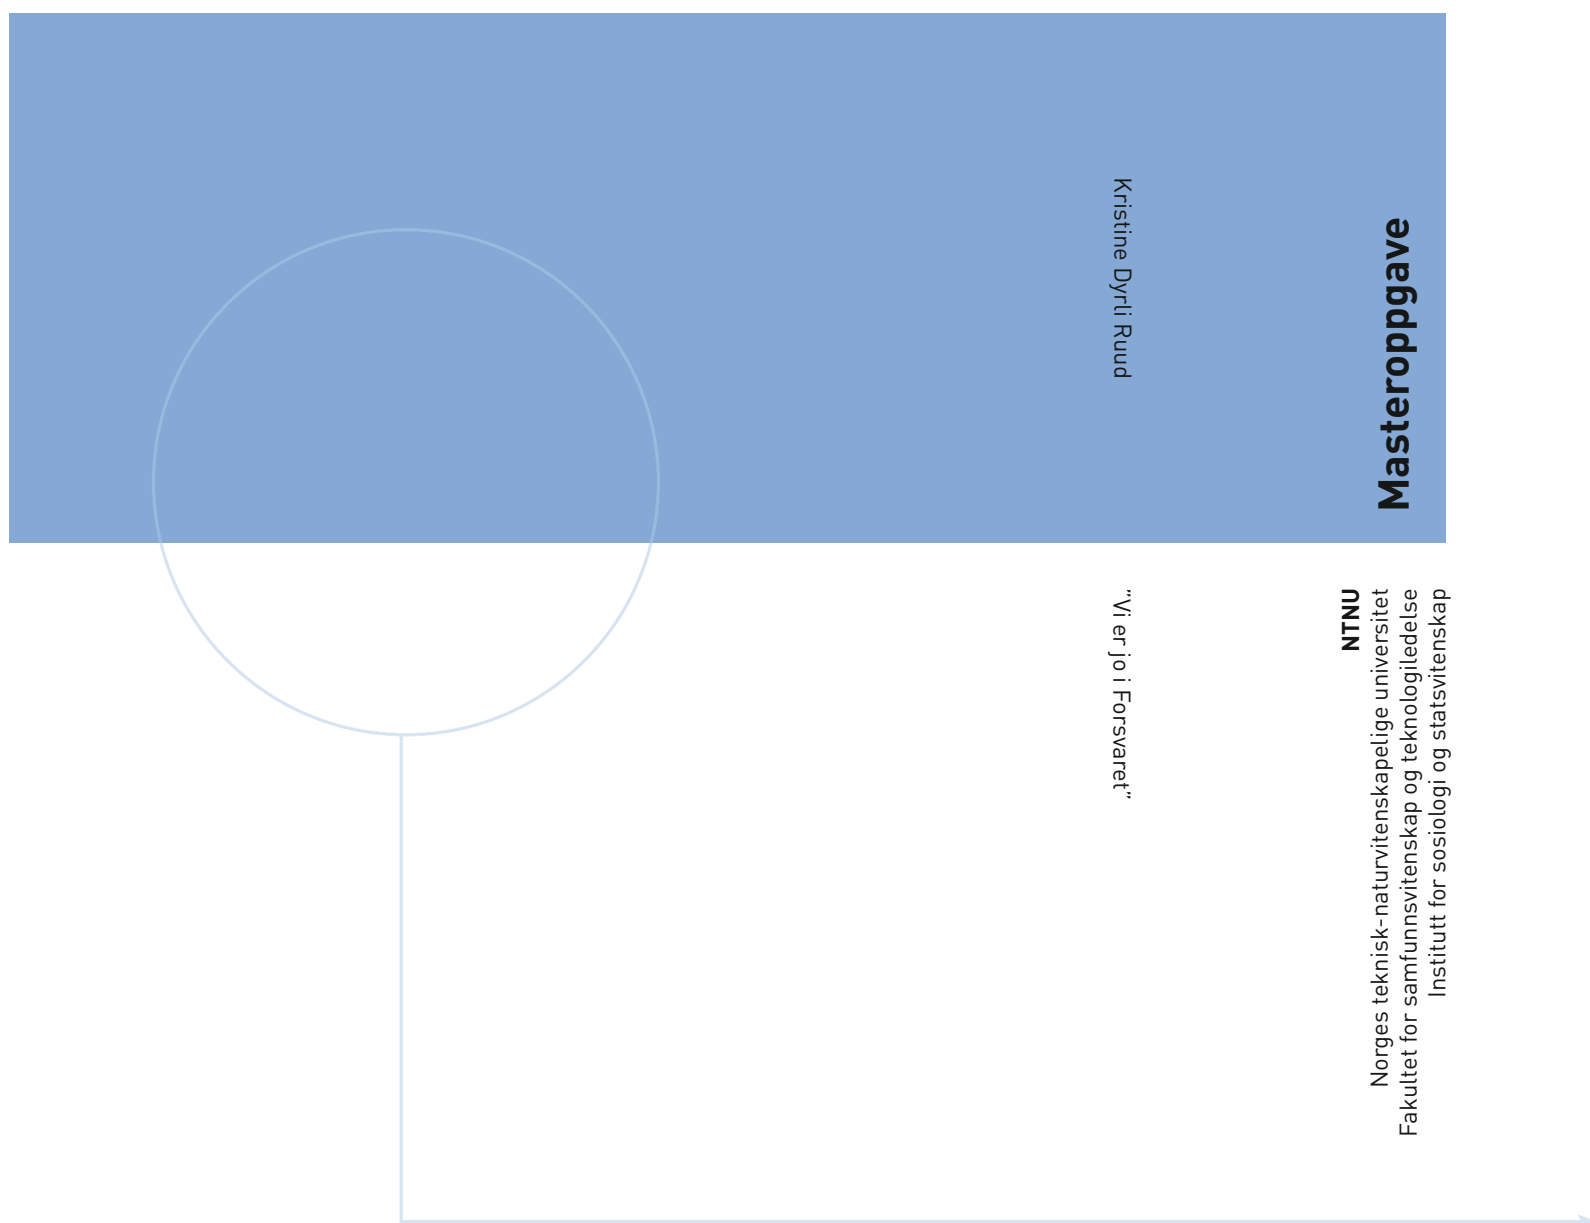 Kristine Dyrli Ruud
”Vi er jo i Forsvaret”
Masteroppgave
NTNU
Norges teknisk-naturvitenskapelige universitet
Fakultet for samfunnsvitenskap og teknologiledelse
Institutt for sosiologi og statsvitenskap